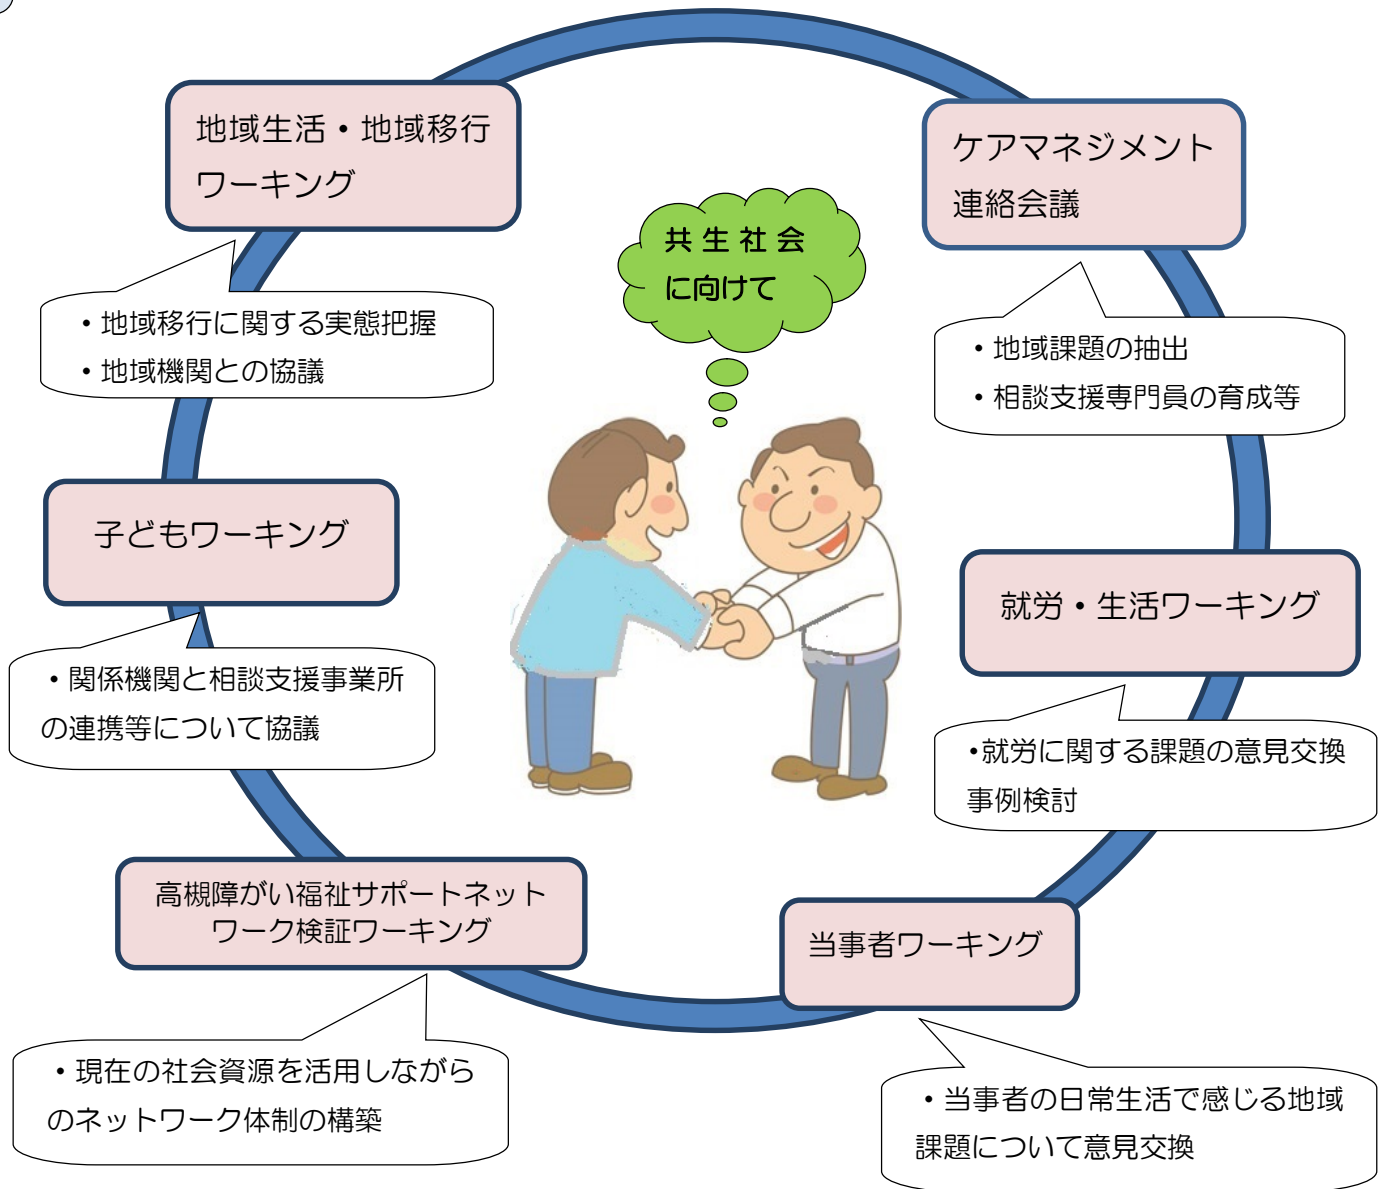 地域生活・地域移行
ワーキング
ケアマネジメント
連絡会議
共生社会
に向けて
・地域移行に関する実態把握
・地域機関との協議
・地域課題の抽出
・相談支援専門員の育成等
子どもワーキング
就労・生活ワーキング
・関係機関と相談支援事業所
の連携等について協議
・就労に関する課題の意見交換
事例検討
高槻障がい福祉サポートネット
ワーク検証ワーキング
当事者ワーキング
・現在の社会資源を活用しながら
のネットワーク体制の構築
・当事者の日常生活で感じる地域
課題について意見交換